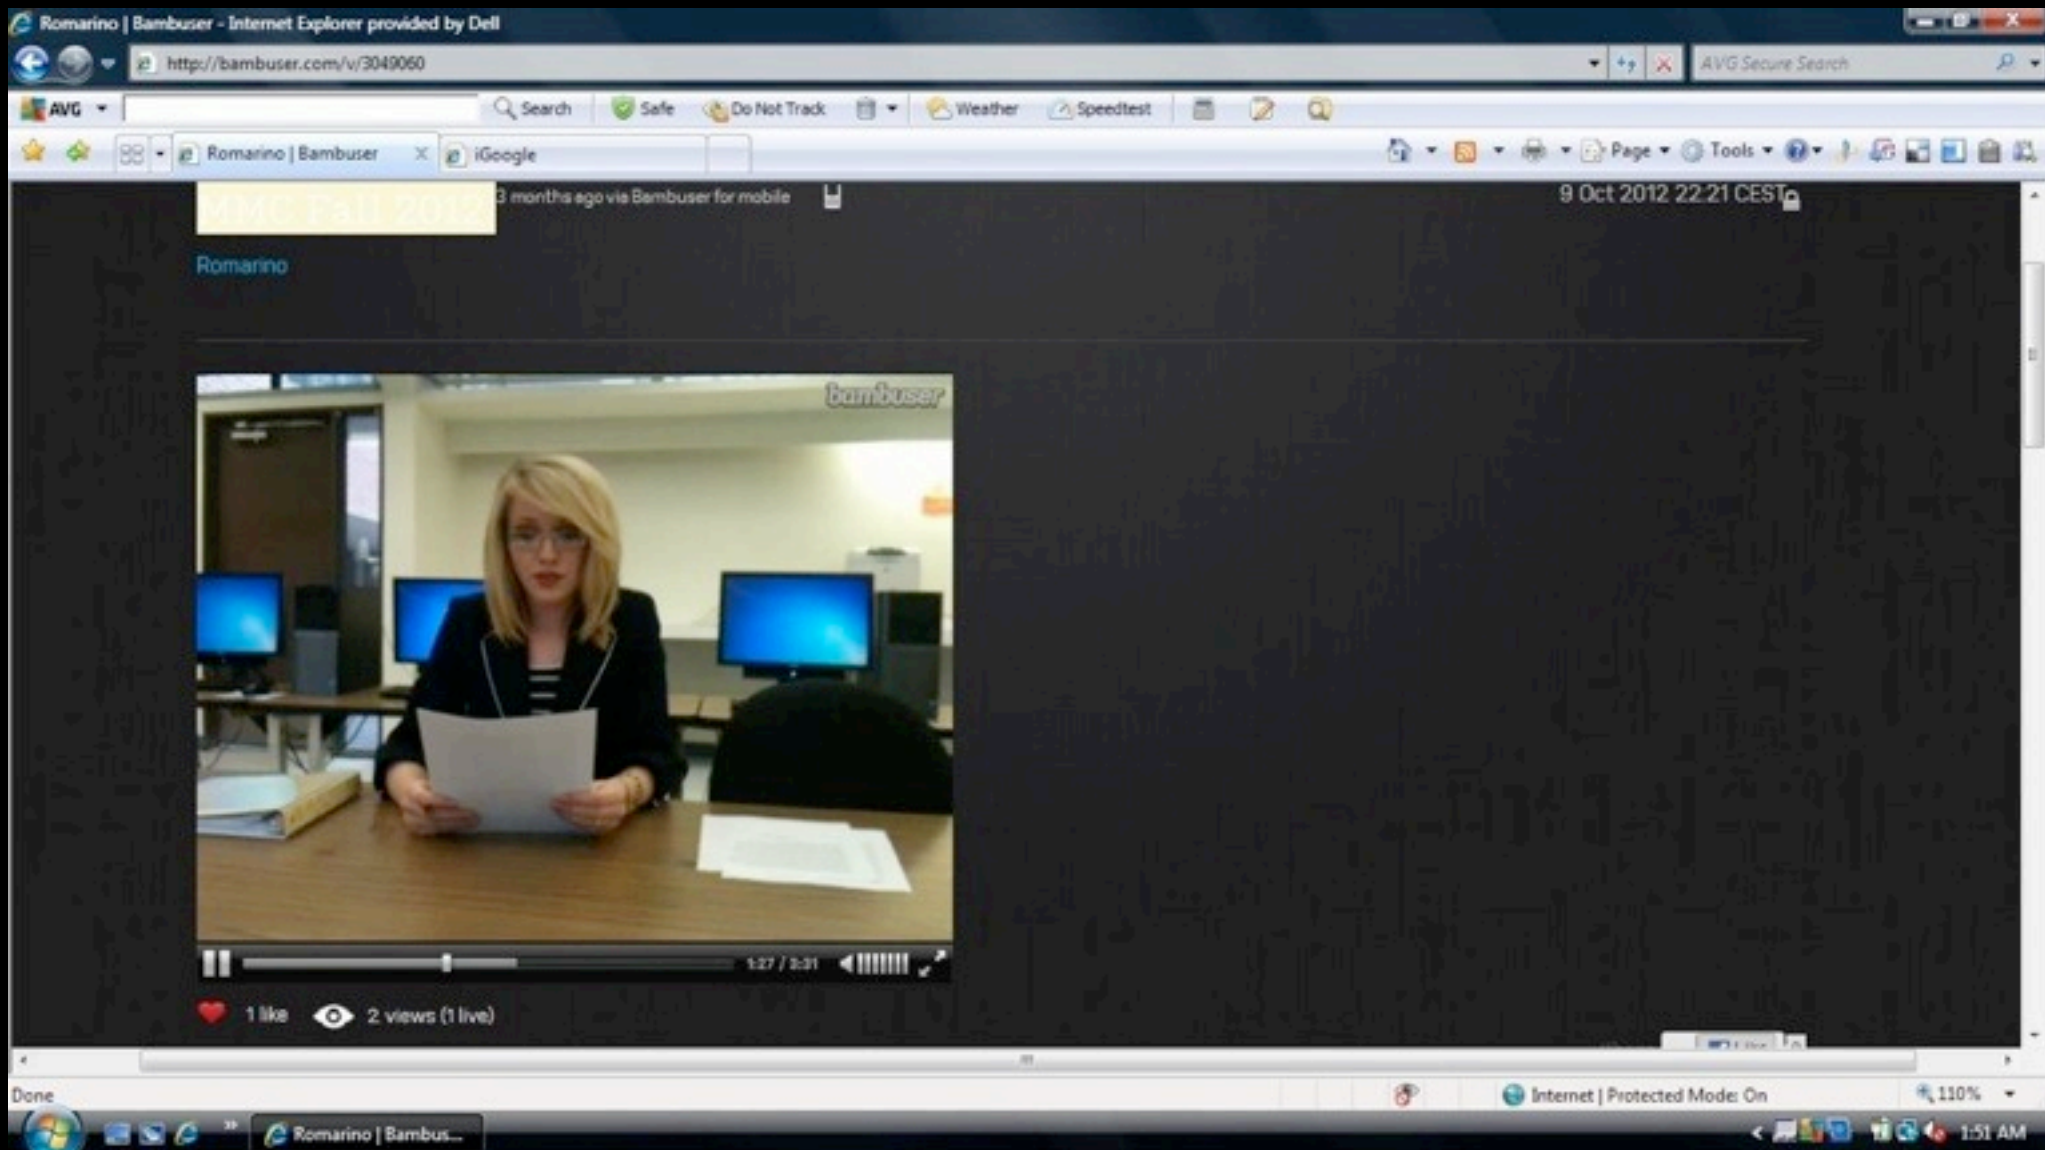 Romarino | Bambuser - Internet Explorer provided by Dell
http://bambuser.com/v/3049060
AVG Secure Search
AVG
Search
Safe
Do Not Track
Weather
Speedtest
Romarino | Bambuser
iGoogle
Page
Tools
MMC Fall 2012
3 months ago via Bambuser for mobile
9 Oct 2012 22:21 CEST
Romarino
bambuser
1:27 / 3:31
1 like
2 views (1 live)
Done
Internet | Protected Mode: On
110%
Romarino | Bambus...
1:51 AM